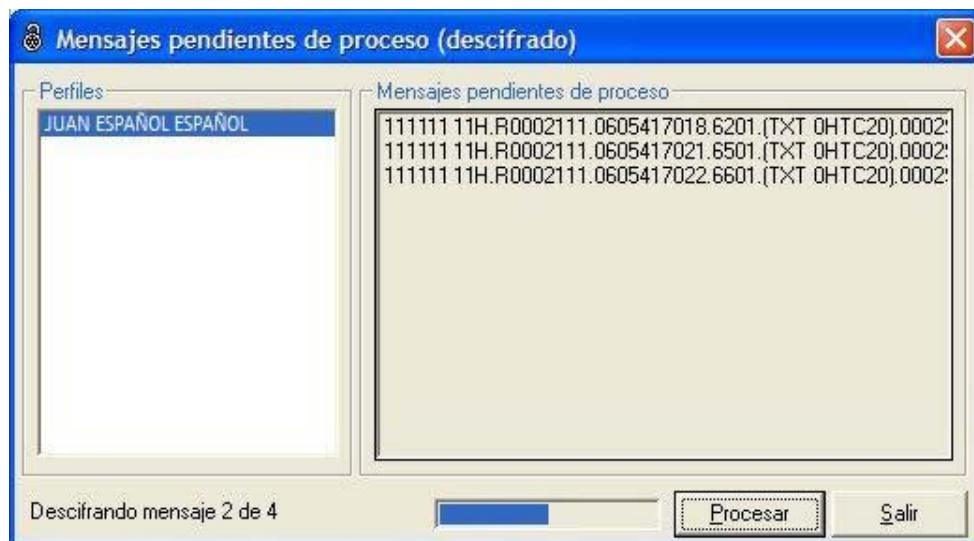 Mensajes pendientes de proceso (descifrado)
Perfiles
JUAN ESPAÑOL ESPAÑOL
Mensajes pendientes de proceso
111111 11H.R0002111.0605417018.6201.(TXT 0HTC20).0002
111111 11H.R0002111.0605417021.6501.(TXT 0HTC20).0002
111111 11H.R0002111.0605417022.6601.(TXT 0HTC20).0002
Descifrando mensaje 2 de 4
Procesar
Salir